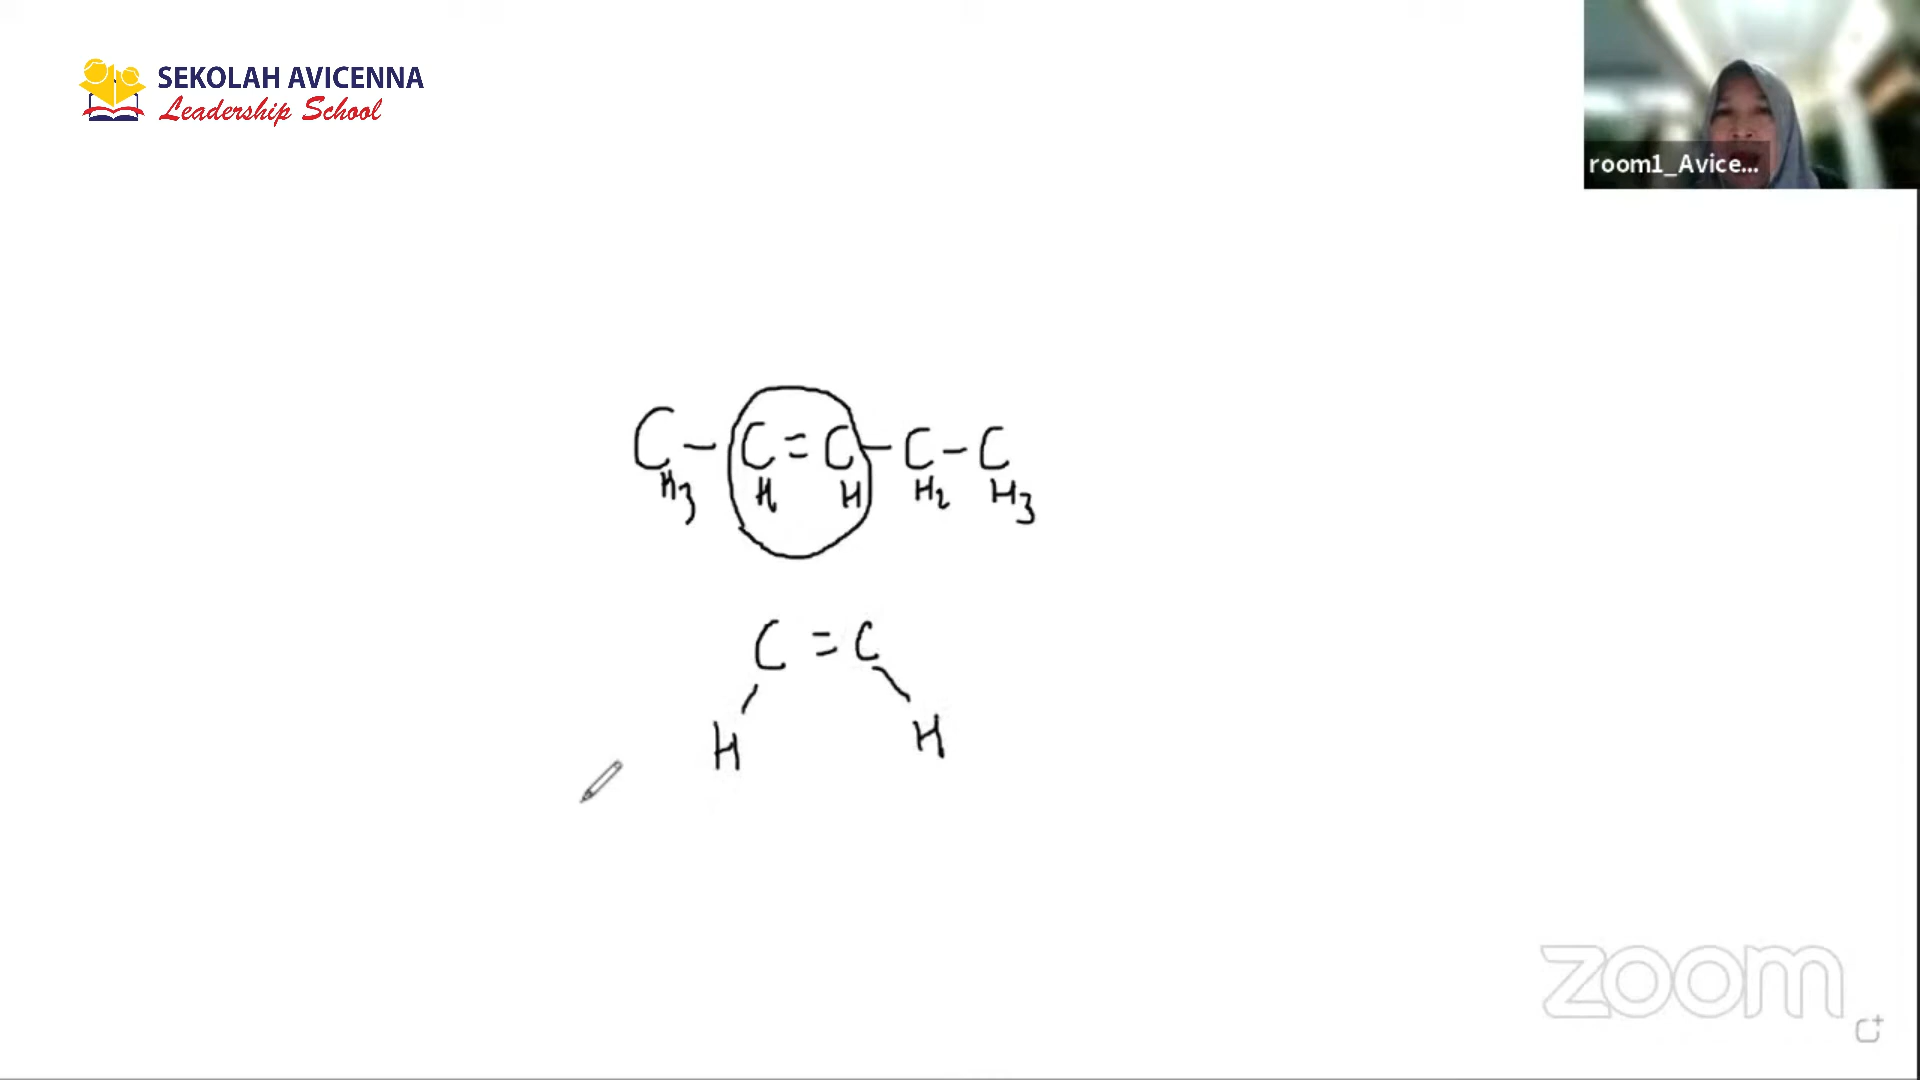 SEKOLAH AVICENNA
Leadership School
room1_Avice...
C - C = C - C - C
H3 H H H2 H3
C = C
H H
zoom